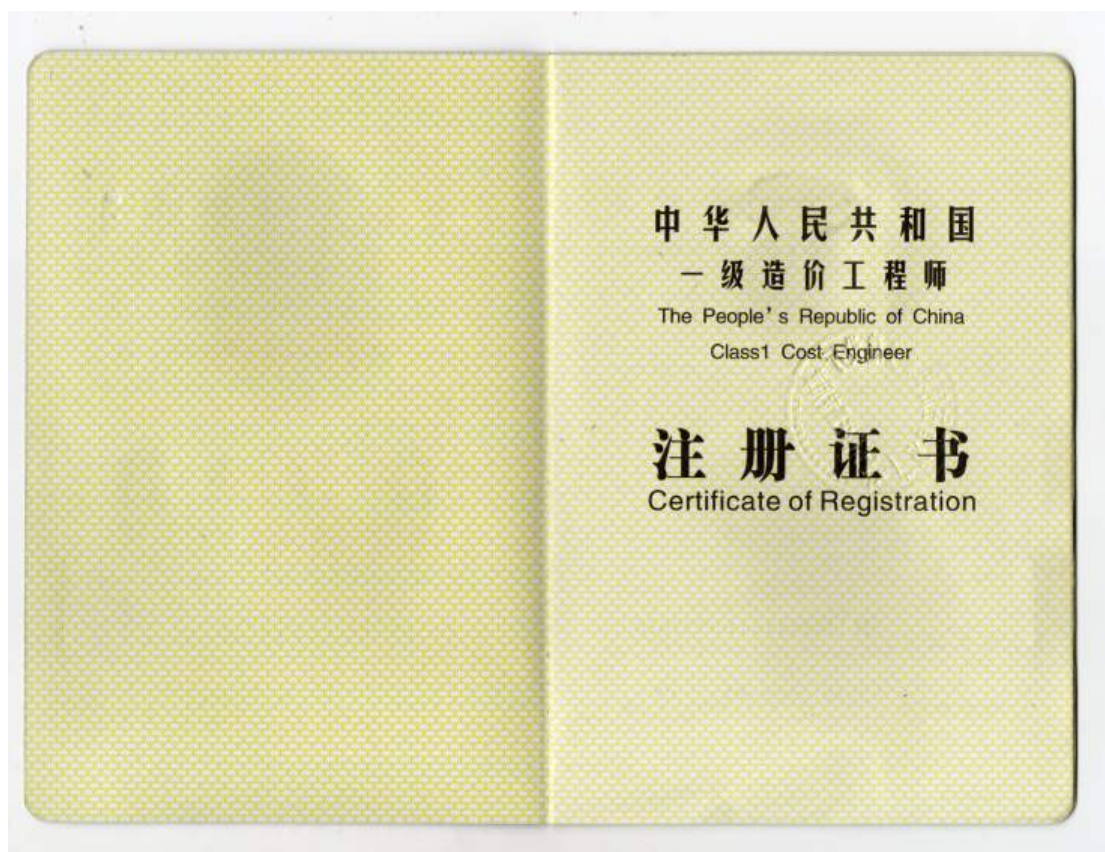 中华人民共和国
一级造价工程师
The People's Republic of China
Class1 Cost Engineer
注册证书
Certificate of Registration